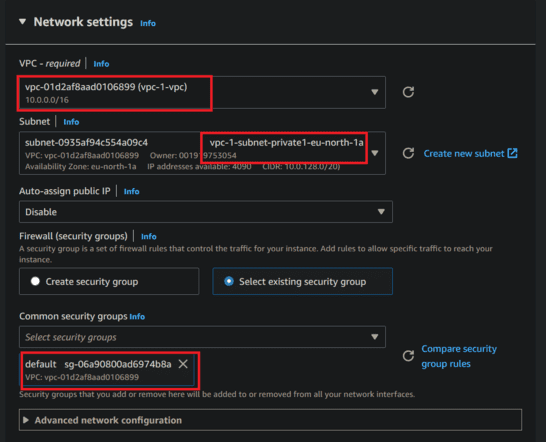 Network settings Info
VPC - required Info
vpc-01d2af8aad0106899 (vpc-1-vpc)
10.0.0.0/16
Subnet Info
subnet-0935af94c554a09c4 vpc-1-subnet-private1-eu-north-1a
VPC: vpc-01d2af8aad0106899 Owner: 001919753054
Availability Zone: eu-north-1a IP addresses available: 4090 CIDR: 10.0.128.0/20)
Create new subnet
Auto-assign public IP Info
Disable
Firewall (security groups) Info
A security group is a set of firewall rules that control the traffic for your instance. Add rules to allow specific traffic to reach your
instance.
Create security group
Select existing security group
Common security groups Info
Select security groups
Compare security
group rules
default sg-06a90800ad6974b8a
VPC: vpc-01d2af8aad0106899
Security groups that you add or remove here will be added to or removed from all your network interfaces.
Advanced network configuration